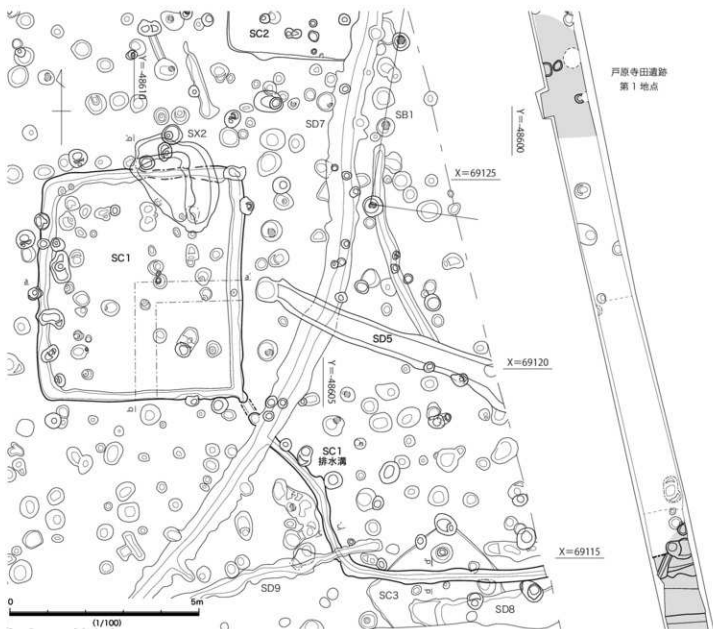 SC2
戸原寺田遺跡
第1地点
Y=-48610
SD7
SB1
Y=-48600
SX2
X=69125
SC1
SD5
X=69120
Y=-48605
SC1
排水溝
X=69115
SD9
SC3
SD8
0
5m
(1/100)